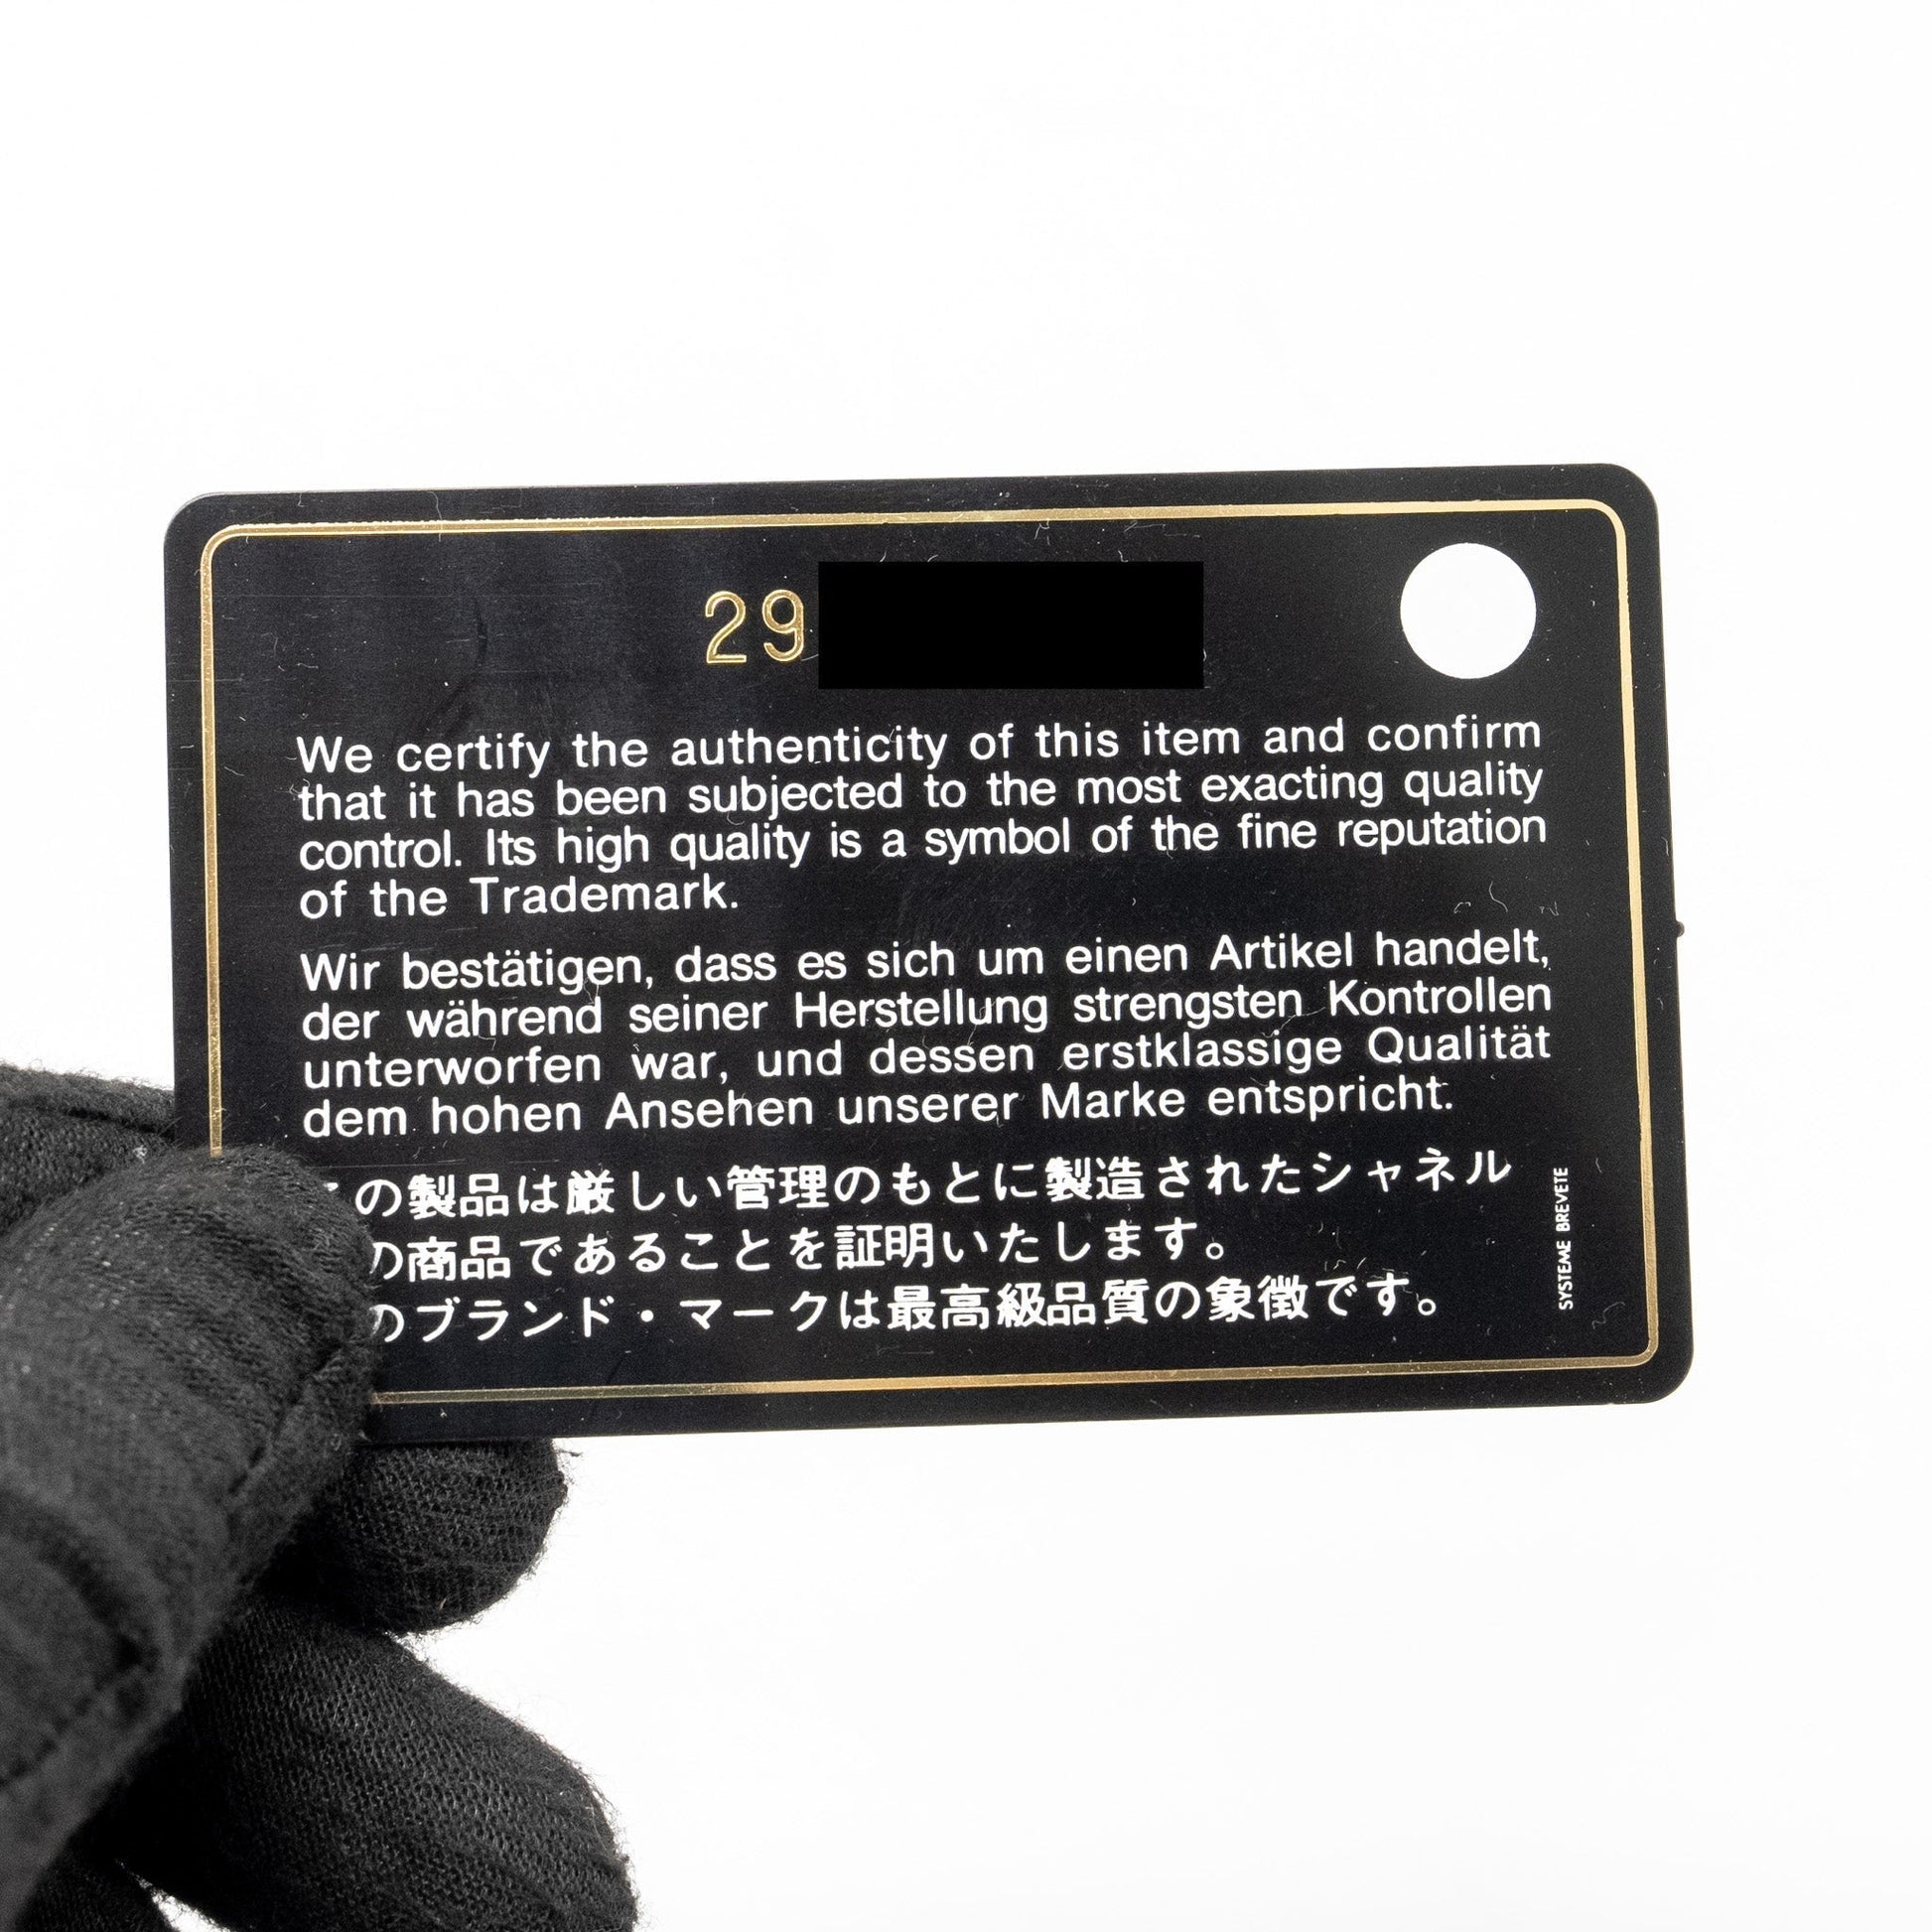 29
We certify the authenticity of this item and confirm
that it has been subjected to the most exacting quality
control. Its high quality is a symbol of the fine reputation
of the Trademark.
Wir bestätigen, dass es sich um einen Artikel handelt,
der während seiner Herstellung strengsten Kontrollen
unterworfen war, und dessen erstklassige Qualität
dem hohen Ansehen unserer Marke entspricht.
の製品は厳しい管理のもとに製造されたシャネル
の商品であることを証明いたします。
のブランド・マークは最高級品質の象徴です。
SYSTEME BREVETE